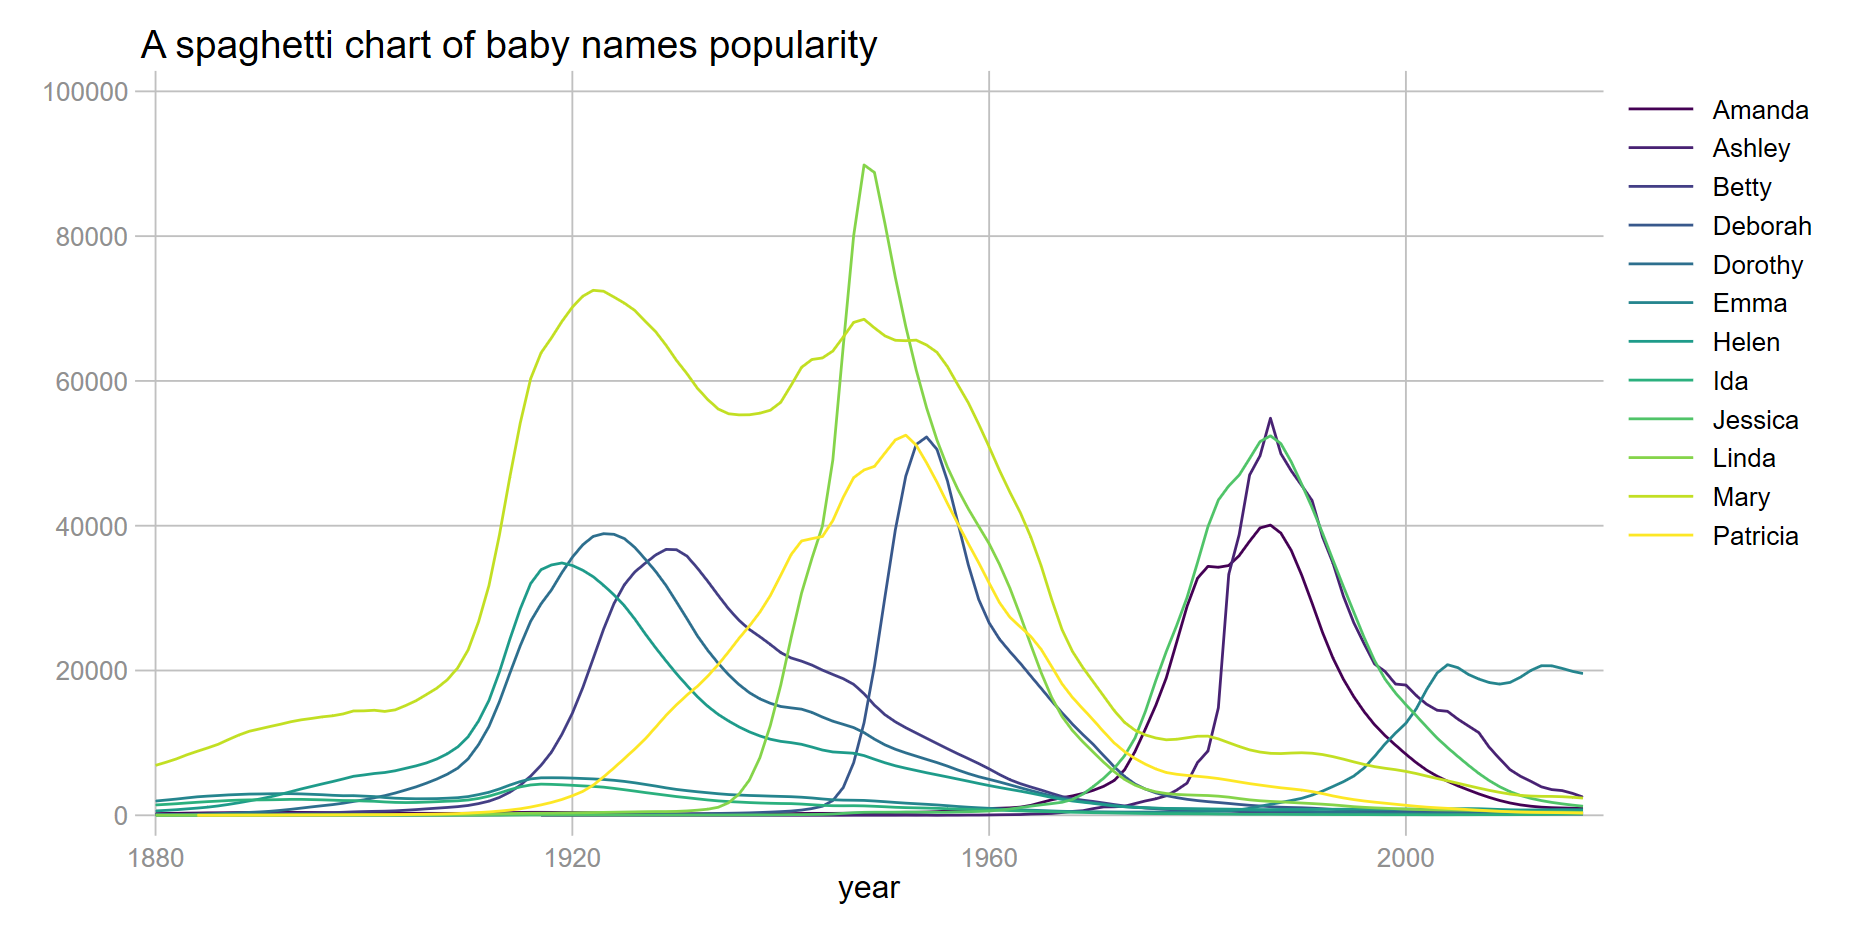 A spaghetti chart of baby names popularity
100000
80000
60000
40000
20000
0
1880 1920 1960 2000
year
Amanda
Ashley
Betty
Deborah
Dorothy
Emma
Helen
Ida
Jessica
Linda
Mary
Patricia